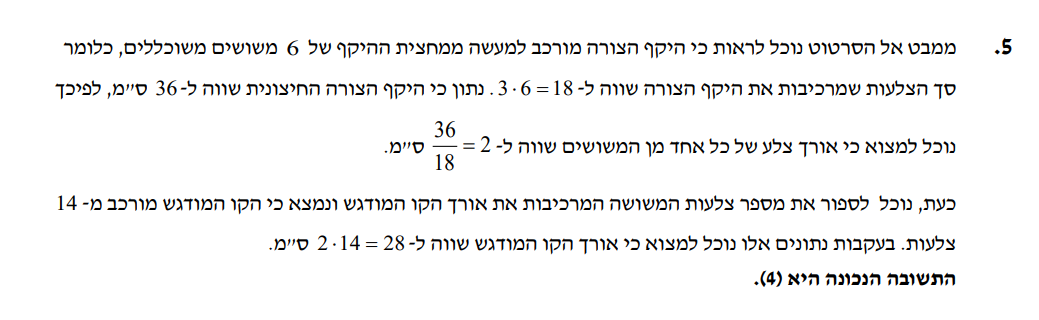 5. ממבט אל הסרטוט נוכל לראות כי היקף הצורה מורכב למעשה ממחצית ההיקף של 6 משושים משוכללים, כלומר
סך הצלעות שמרכיבות את היקף הצורה שווה ל- 3·6 = 18. נתון כי היקף הצורה החיצונית שווה ל- 36 ס״מ, לפיכך
נוכל למצוא כי אורך צלע של כל אחד מן המשושים שווה ל- 36/18 = 2 ס״מ.
כעת, נוכל לספור את מספר צלעות המשושה המרכיבות את אורך הקו המודגש ונמצא כי הקו המודגש מורכב מ- 14
צלעות. בעקבות נתונים אלו נוכל למצוא כי אורך הקו המודגש שווה ל- 2·14 = 28 ס״מ.
התשובה הנכונה היא (4).